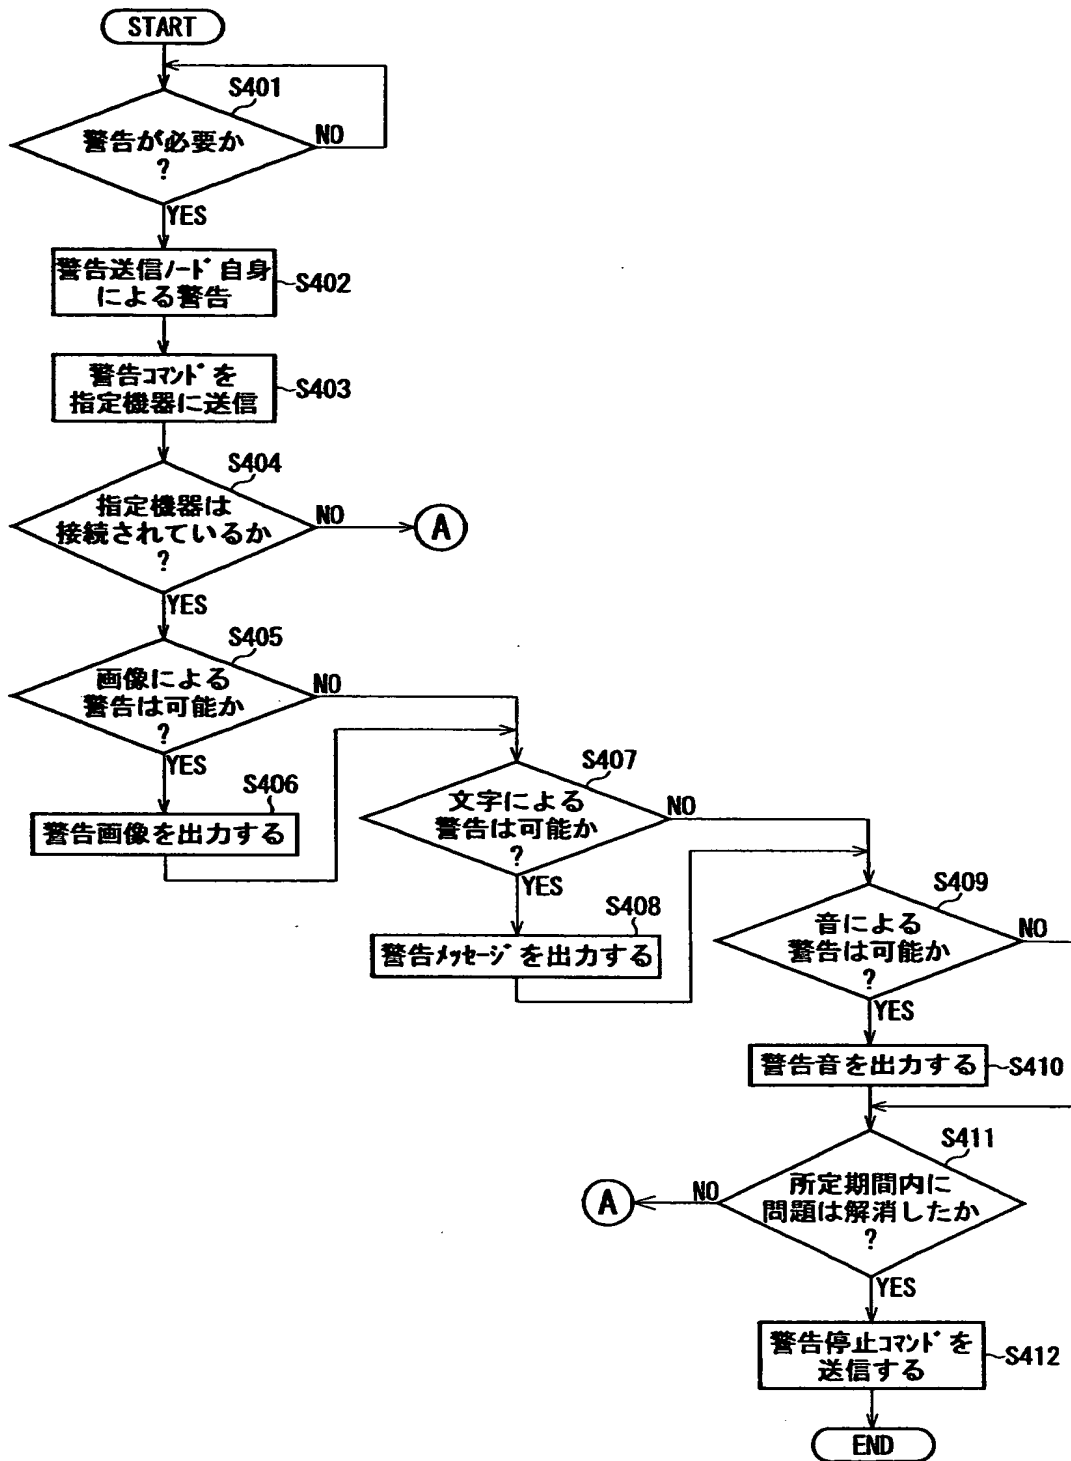 START
S401
警告が必要か
?
NO
YES
警告送信ﾉｰﾄﾞ自身
による警告
S402
警告ｺﾏﾝﾄﾞを
指定機器に送信
S403
S404
指定機器は
接続されているか
?
NO
A
YES
S405
画像による
警告は可能か
?
NO
YES
S406
警告画像を出力する
S407
文字による
警告は可能か
?
NO
YES
S408
警告ﾒｯｾｰｼﾞを出力する
S409
音による
警告は可能か
?
NO
YES
警告音を出力する
S410
S411
所定期間内に
問題は解消したか
?
NO
A
YES
警告停止ｺﾏﾝﾄﾞを
送信する
S412
END